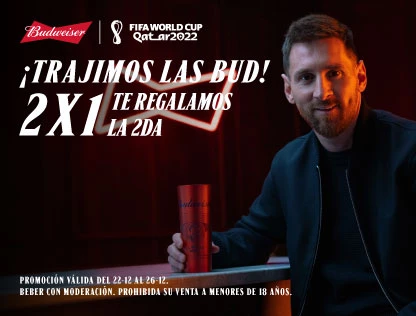 Budweiser
FIFA WORLD CUP
Qatar2022
¡TRAJIMOS LAS BUD!
2X1
TE REGALAMOS
LA 2DA
PROMOCIÓN VÁLIDA DEL 22-12 AL 26-12.
BEBER CON MODERACIÓN. PROHIBIDA SU VENTA A MENORES DE 18 AÑOS.